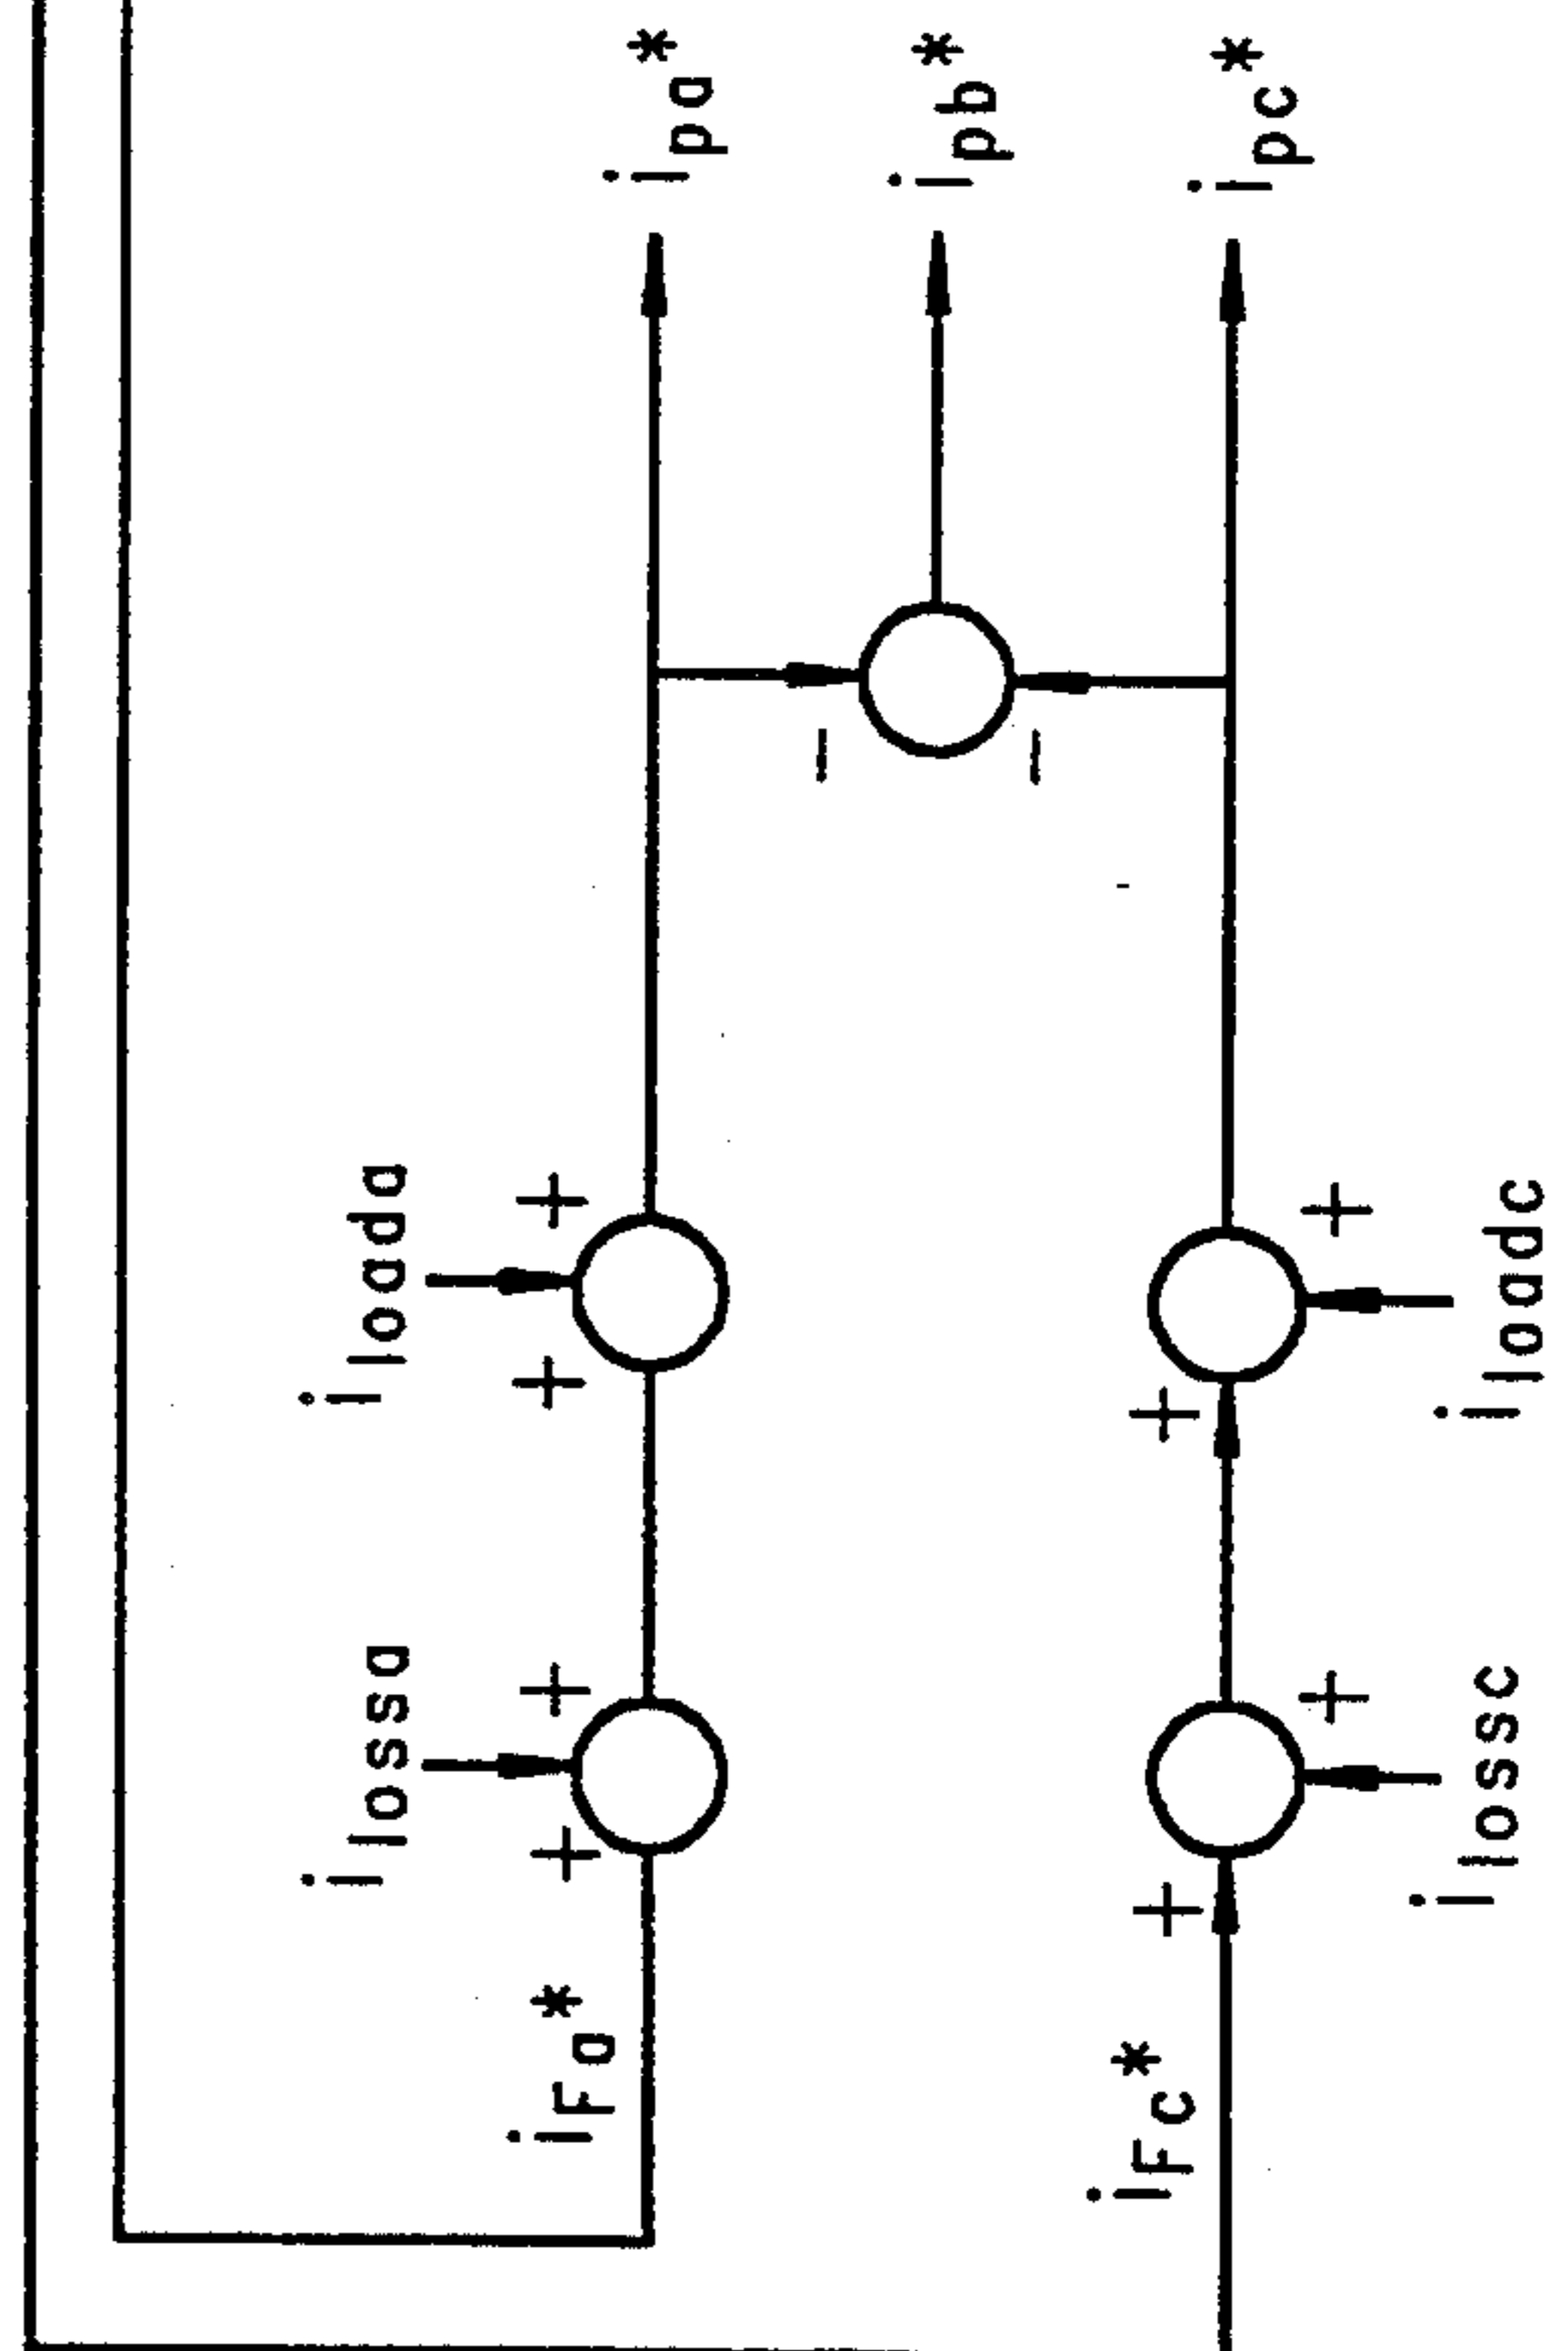 ilossa
iloada
iFa*
+
+
+
+
ipa*
−
ipb*
−
iFc*
+
+
ipc*
+
+
ilossc
iloadc